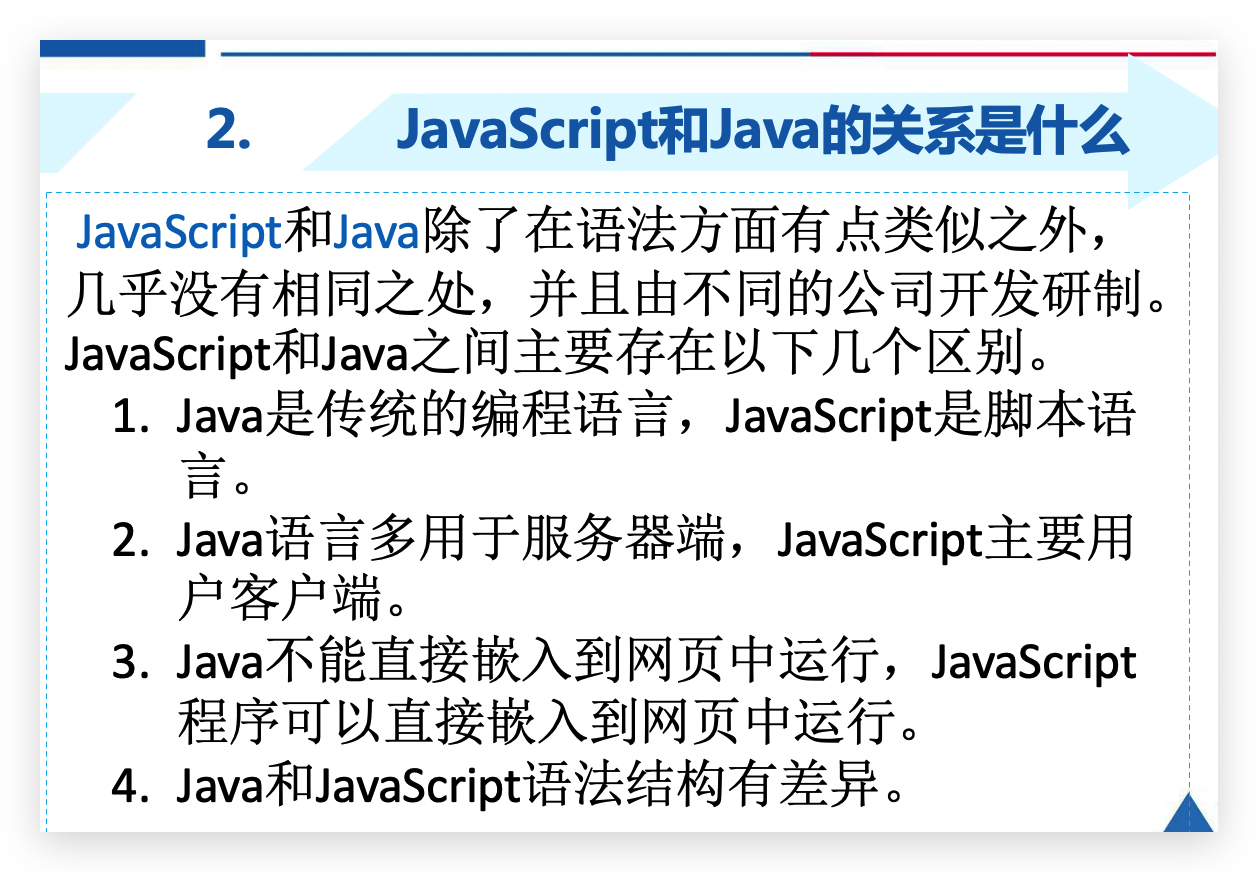 2. JavaScript和Java的关系是什么
JavaScript和Java除了在语法方面有点类似之外，
几乎没有相同之处，并且由不同的公司开发研制。
JavaScript和Java之间主要存在以下几个区别。
1. Java是传统的编程语言，JavaScript是脚本语
言。
2. Java语言多用于服务器端，JavaScript主要用
户客户端。
3. Java不能直接嵌入到网页中运行，JavaScript
程序可以直接嵌入到网页中运行。
4. Java和JavaScript语法结构有差异。